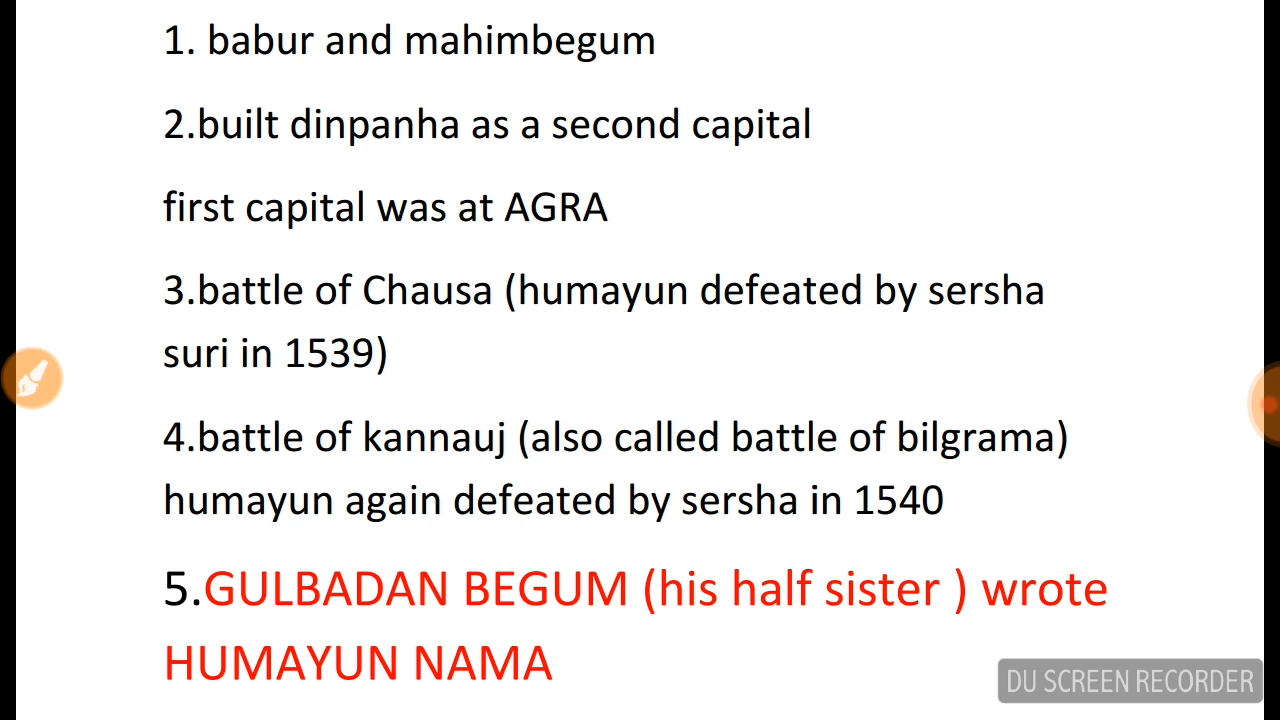 1. babur and mahimbegum
2.built dinpanha as a second capital
first capital was at AGRA
3.battle of Chausa (humayun defeated by sersha
suri in 1539)
4.battle of kannauj (also called battle of bilgrama)
humayun again defeated by sersha in 1540
5.GULBADAN BEGUM (his half sister ) wrote
HUMAYUN NAMA
DU SCREEN RECORDER